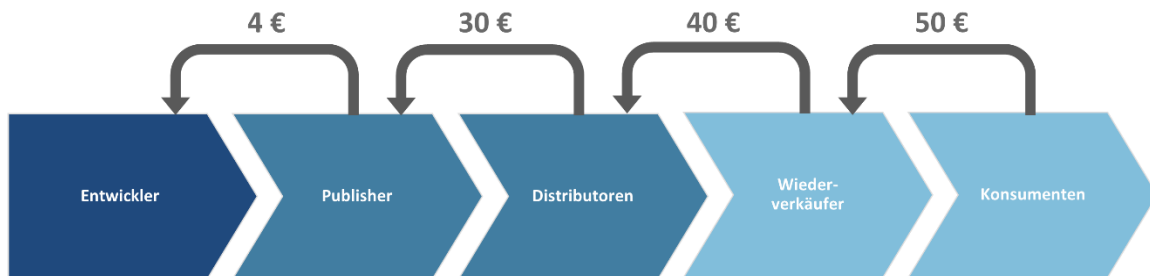 4 €
30 €
40 €
50 €
Entwickler
Publisher
Distributoren
Wieder-
verkäufer
Konsumenten